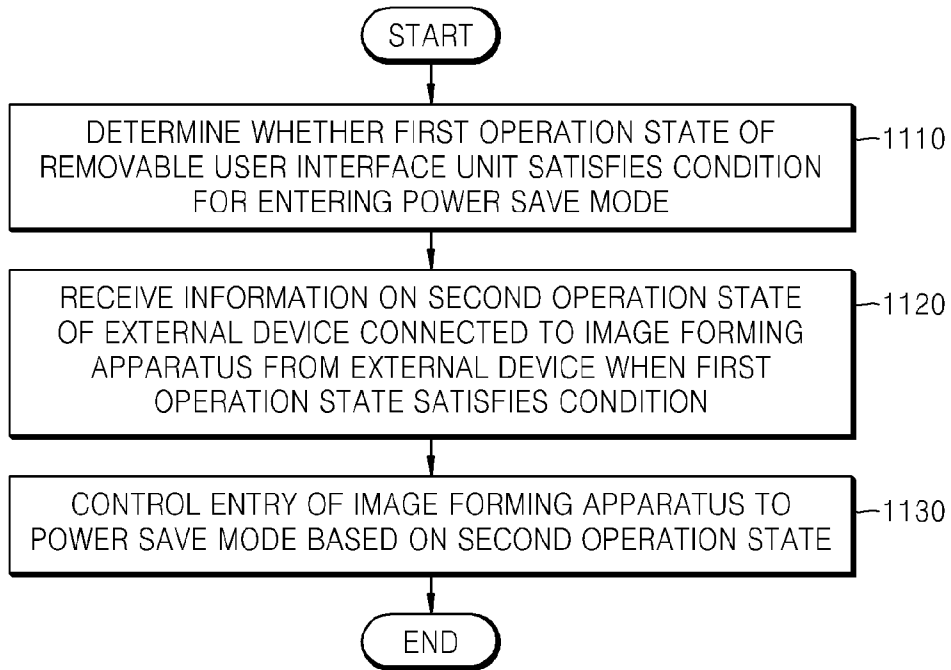 START
DETERMINE WHETHER FIRST OPERATION STATE OF
REMOVABLE USER INTERFACE UNIT SATISFIES CONDITION
FOR ENTERING POWER SAVE MODE
1110
RECEIVE INFORMATION ON SECOND OPERATION STATE
OF EXTERNAL DEVICE CONNECTED TO IMAGE FORMING
APPARATUS FROM EXTERNAL DEVICE WHEN FIRST
OPERATION STATE SATISFIES CONDITION
1120
CONTROL ENTRY OF IMAGE FORMING APPARATUS TO
POWER SAVE MODE BASED ON SECOND OPERATION STATE
1130
END